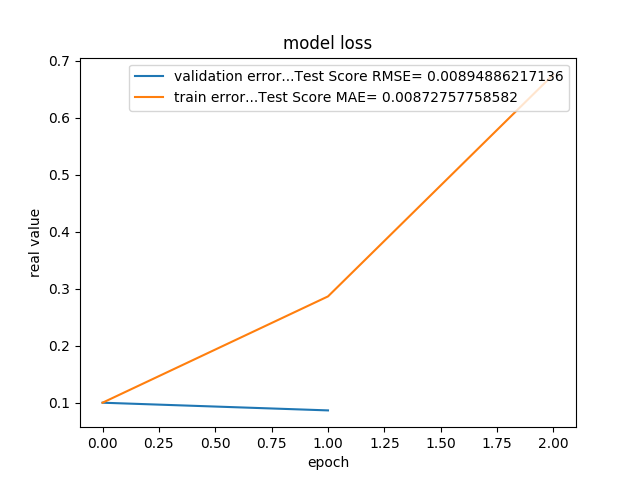 model loss
validation error...Test Score RMSE= 0.00894886217136
train error...Test Score MAE= 0.00872757758582
0.7
0.6
0.5
0.4
0.3
0.2
0.1
real value
0.00 0.25 0.50 0.75 1.00 1.25 1.50 1.75 2.00
epoch